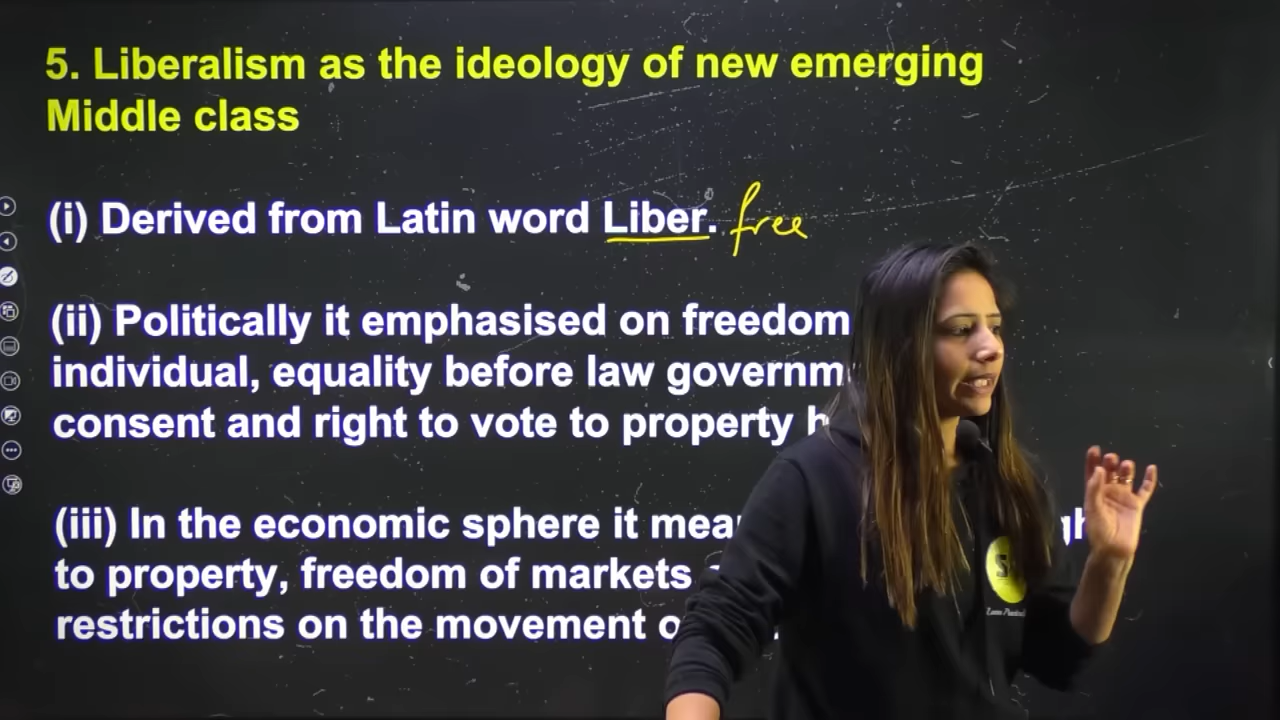 5. Liberalism as the ideology of new emerging
Middle class
(i) Derived from Latin word Liber. free
(ii) Politically it emphasised on freedom
individual, equality before law
consent and right to vote to property
(iii) In the economic sphere it
to property, freedom of markets
restrictions on the movement